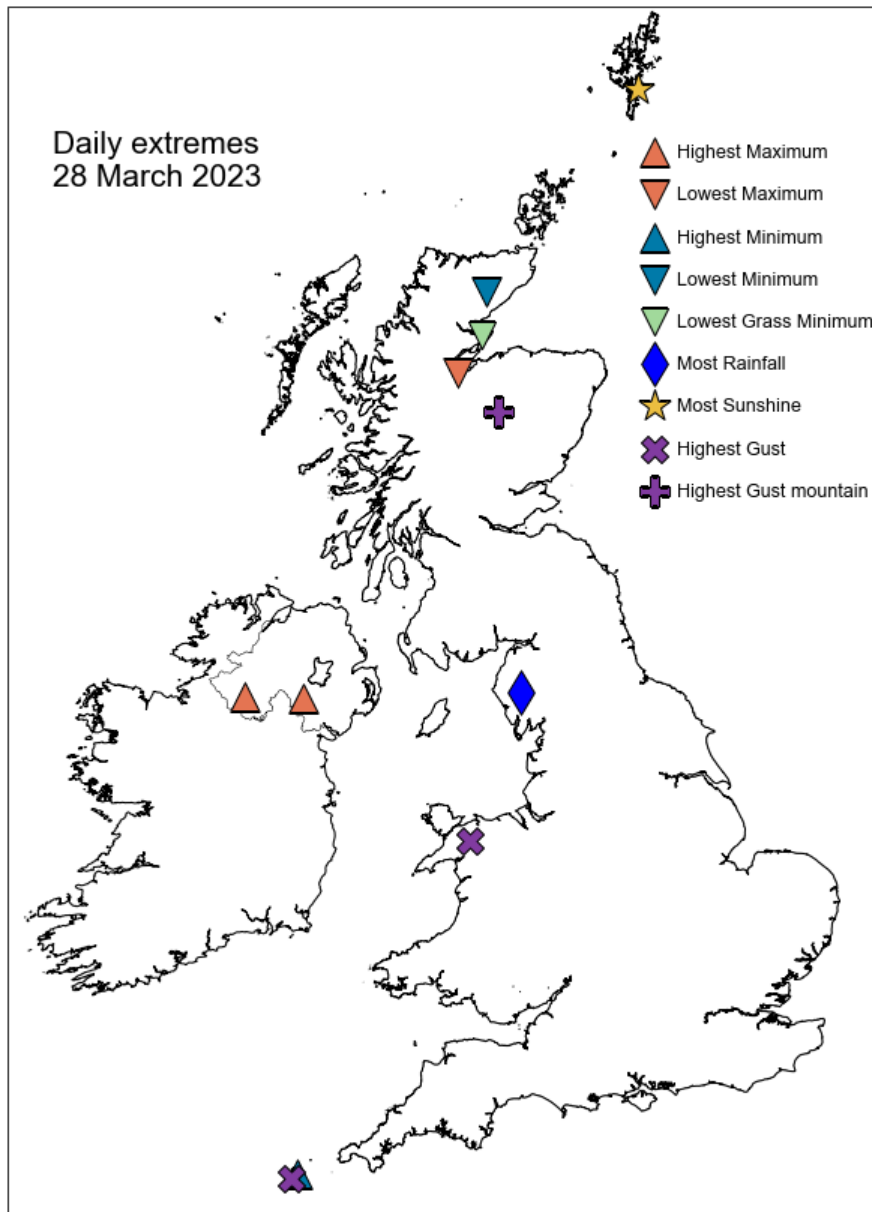 Daily extremes
28 March 2023
Highest Maximum
Lowest Maximum
Highest Minimum
Lowest Minimum
Lowest Grass Minimum
Most Rainfall
Most Sunshine
Highest Gust
Highest Gust mountain